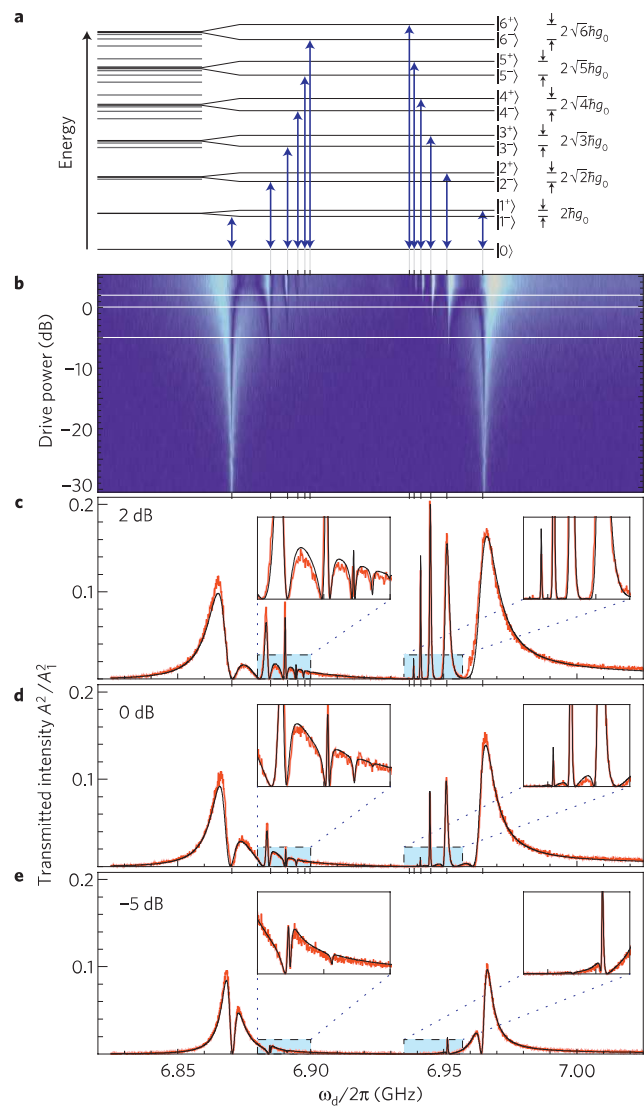 a
Energy
|6⁺⟩
|6⁻⟩
2√6ħg₀
|5⁺⟩
|5⁻⟩
2√5ħg₀
|4⁺⟩
|4⁻⟩
2√4ħg₀
|3⁺⟩
|3⁻⟩
2√3ħg₀
|2⁺⟩
|2⁻⟩
2√2ħg₀
|1⁺⟩
|1⁻⟩
2ħg₀
|0⟩
b
Drive power (dB)
0
−10
−20
−30
c
2 dB
0.2
0.1
Transmitted intensity A²/A₁²
d
0 dB
0.2
0.1
e
−5 dB
0.2
0.1
6.85
6.90
6.95
7.00
ω_d/2π (GHz)